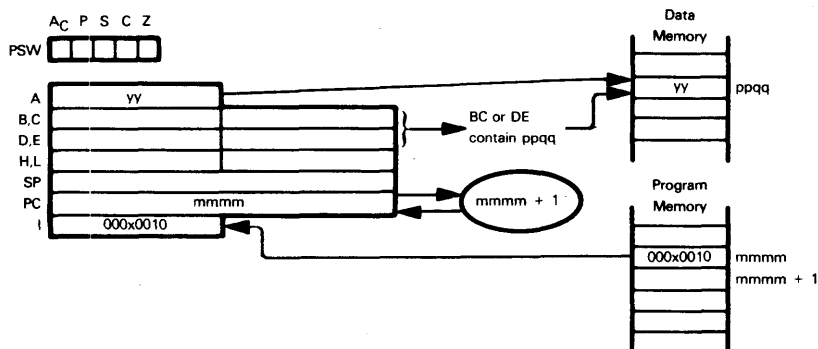 A_C P S C Z
PSW
A yy
B,C
D,E
H,L
SP
PC mmmm
I 000x0010
BC or DE
contain ppqq
mmmm + 1
Data
Memory
yy ppqq
Program
Memory
000x0010 mmmm
mmmm + 1